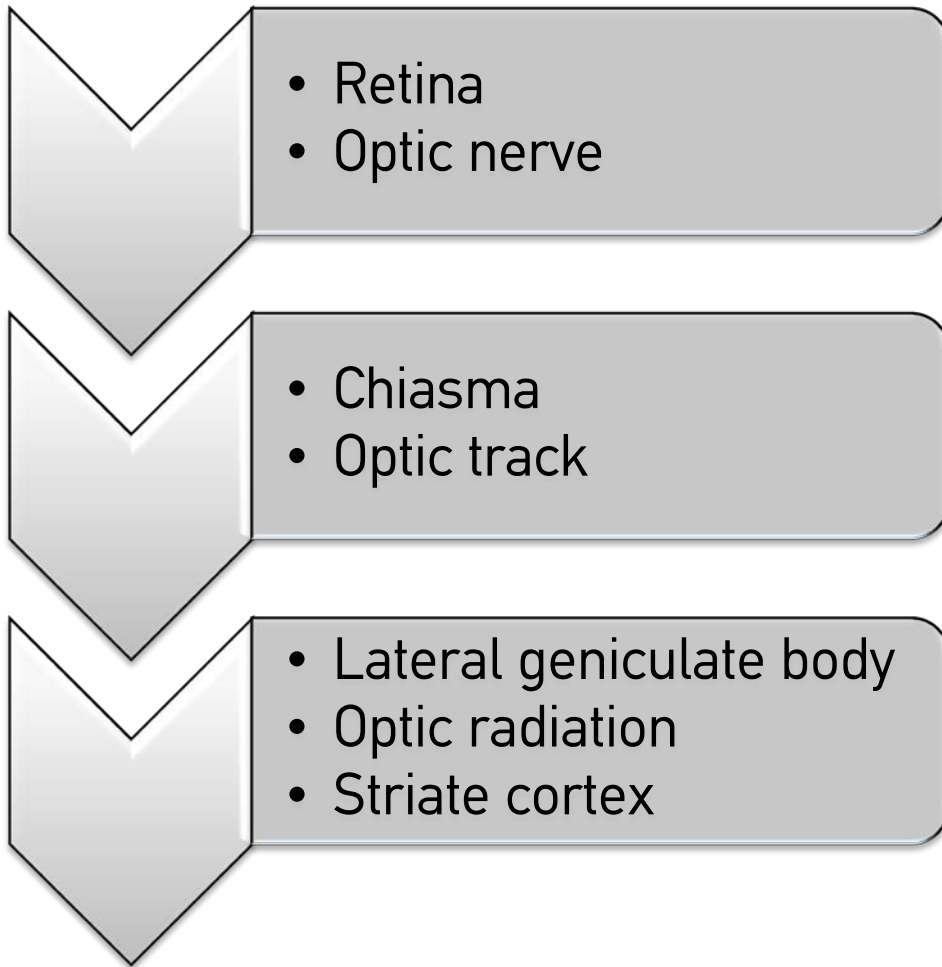 • Retina
• Optic nerve
• Chiasma
• Optic track
• Lateral geniculate body
• Optic radiation
• Striate cortex